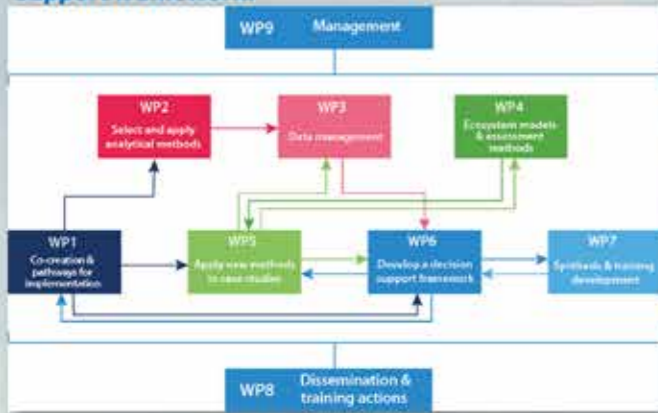 WP9 Management
WP2
Select and apply
analytical methods
WP3
Data management
WP4
Ecosystem models
& assessment
methods
WP1
Co-creation &
pathways for
implementation
WP5
Apply new methods
to case studies
WP6
Develop a decision
support framework
WP7
Synthesis & training
development
WP8
Dissemination &
training actions